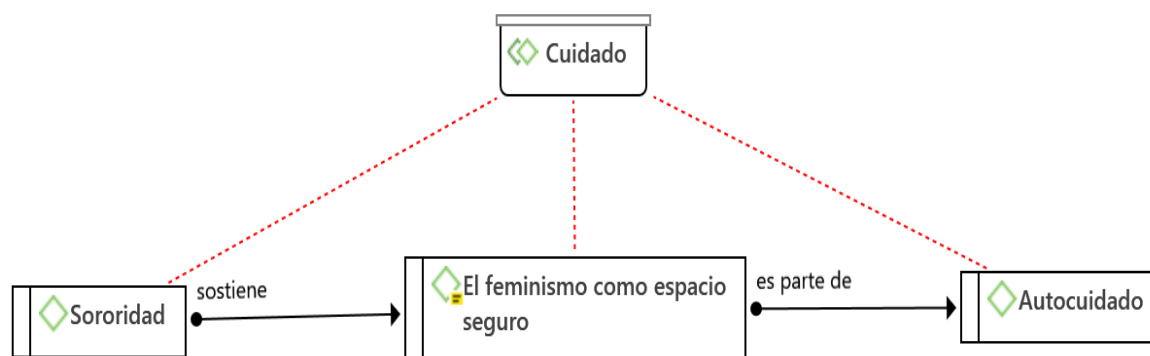 Cuidado
sostiene
es parte de
Sororidad
El feminismo como espacio
seguro
Autocuidado